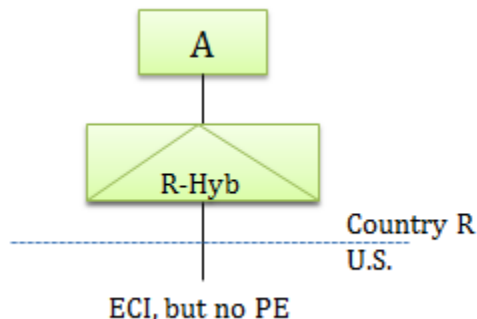 A
R-Hyb
Country R
U.S.
ECI, but no PE